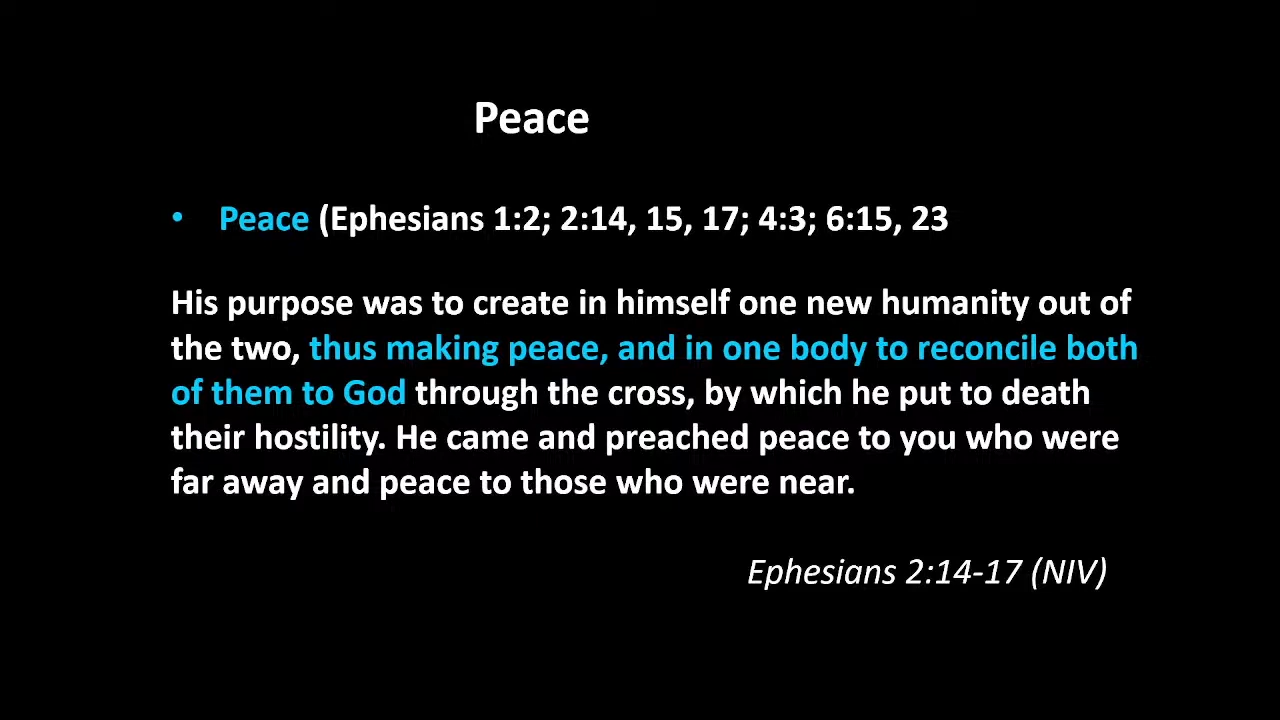 Peace
• Peace (Ephesians 1:2; 2:14, 15, 17; 4:3; 6:15, 23
His purpose was to create in himself one new humanity out of
the two, thus making peace, and in one body to reconcile both
of them to God through the cross, by which he put to death
their hostility. He came and preached peace to you who were
far away and peace to those who were near.
Ephesians 2:14-17 (NIV)